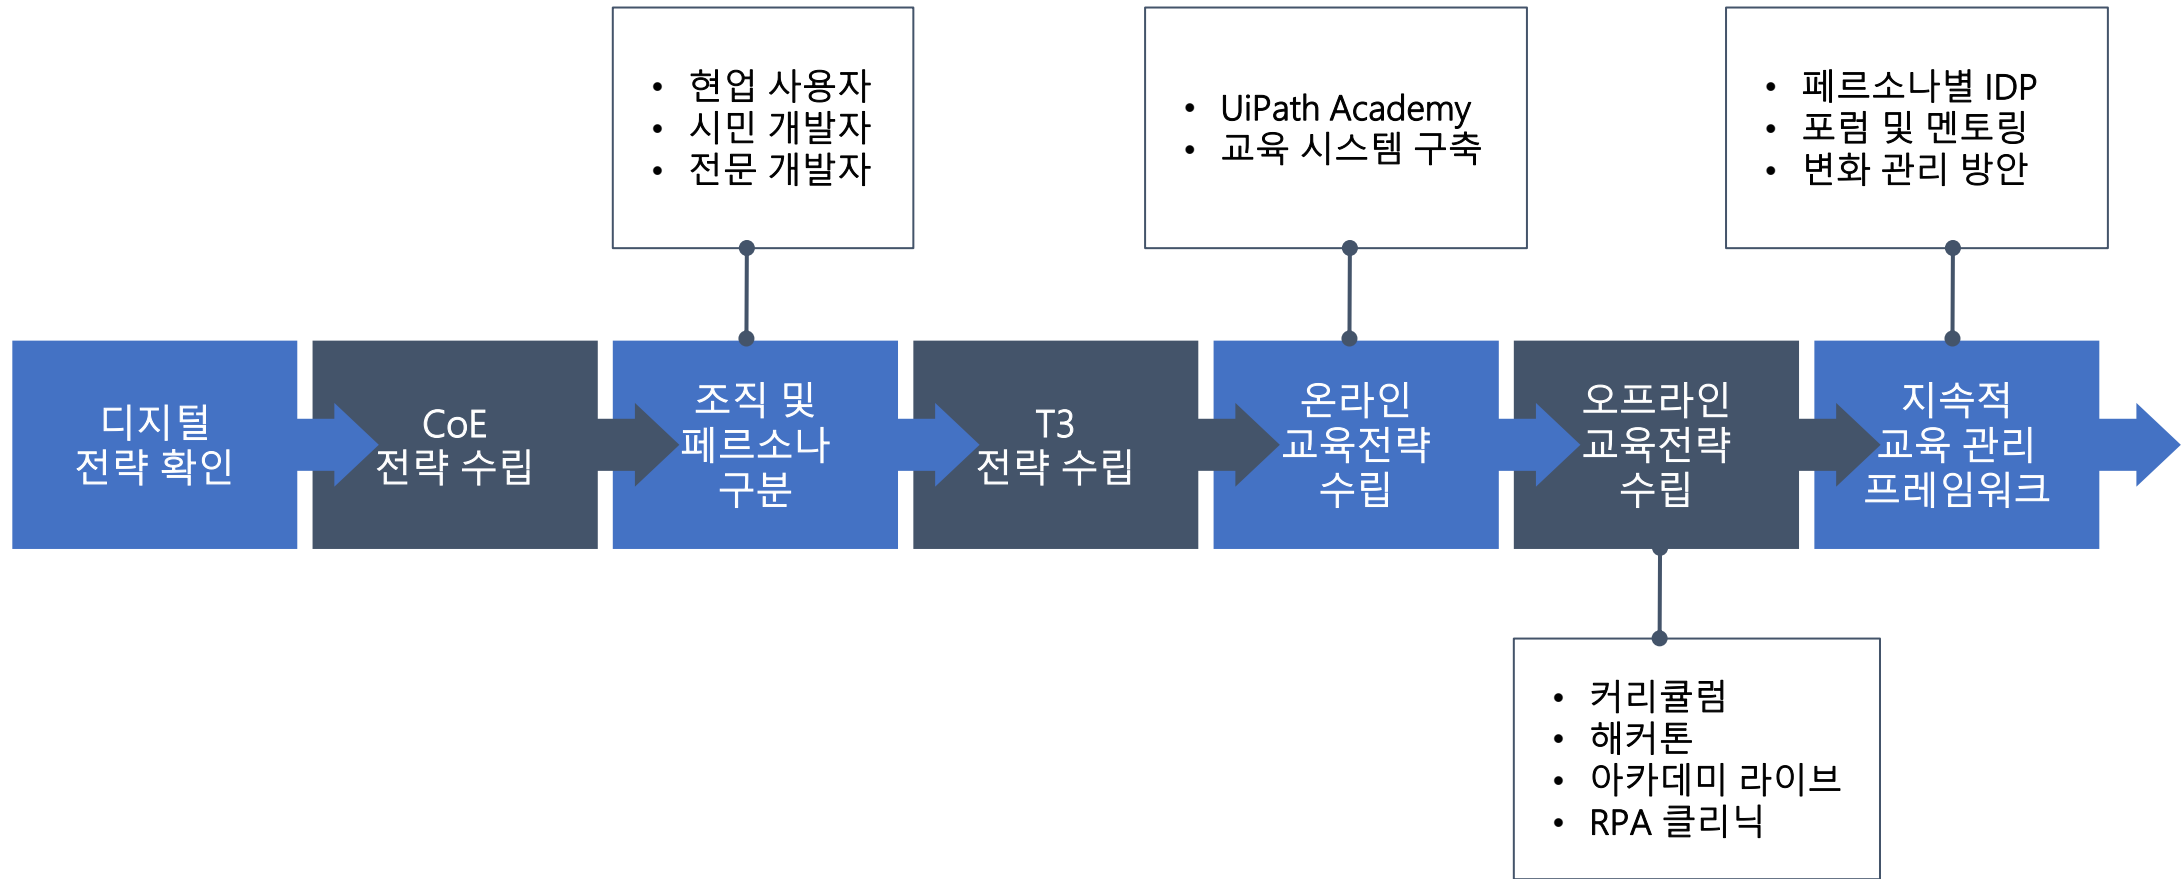 • 현업 사용자
• 시민 개발자
• 전문 개발자
• UiPath Academy
• 교육 시스템 구축
• 페르소나별 IDP
• 포럼 및 멘토링
• 변화 관리 방안
디지털
전략 확인
CoE
전략 수립
조직 및
페르소나
구분
T3
전략 수립
온라인
교육전략
수립
오프라인
교육전략
수립
지속적
교육 관리
프레임워크
• 커리큘럼
• 해커톤
• 아카데미 라이브
• RPA 클리닉